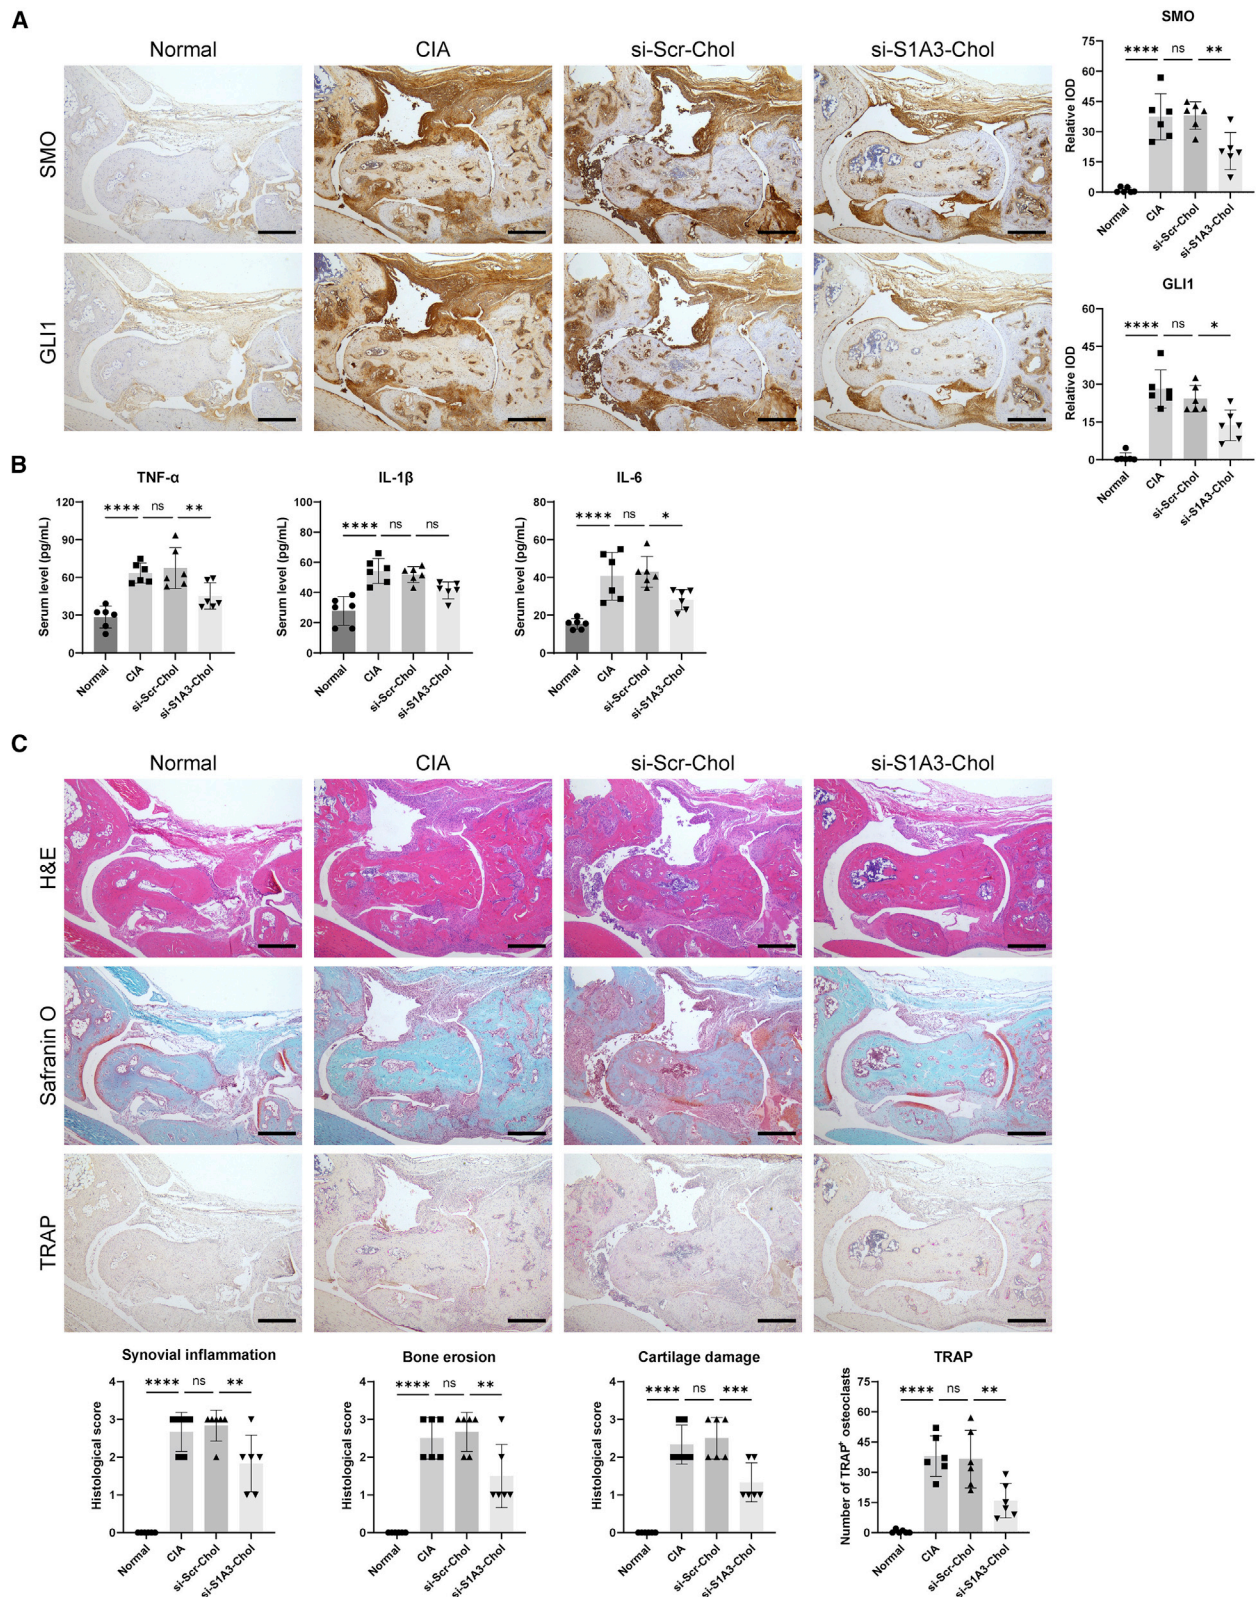 A
Normal
CIA
si-Scr-Chol
si-S1A3-Chol
SMO
GLI1
SMO
Relative IOD
75
60
45
30
15
0
**** ns **
Normal
CIA
si-Scr-Chol
si-S1A3-Chol
GLI1
Relative IOD
60
45
30
15
0
**** ns *
Normal
CIA
si-Scr-Chol
si-S1A3-Chol
B
TNF-α
Serum level (pg/mL)
120
90
60
30
0
**** ns **
Normal
CIA
si-Scr-Chol
si-S1A3-Chol
IL-1β
Serum level (pg/mL)
100
80
60
40
20
0
**** ns ns
Normal
CIA
si-Scr-Chol
si-S1A3-Chol
IL-6
Serum level (pg/mL)
80
60
40
20
0
**** ns *
Normal
CIA
si-Scr-Chol
si-S1A3-Chol
C
Normal
CIA
si-Scr-Chol
si-S1A3-Chol
H&E
Safranin O
TRAP
Synovial inflammation
Histological score
4
3
2
1
0
**** ns **
Normal
CIA
si-Scr-Chol
si-S1A3-Chol
Bone erosion
Histological score
4
3
2
1
0
**** ns **
Normal
CIA
si-Scr-Chol
si-S1A3-Chol
Cartilage damage
Histological score
4
3
2
1
0
**** ns ***
Normal
CIA
si-Scr-Chol
si-S1A3-Chol
TRAP
Number of TRAP⁺ osteoclasts
75
60
45
30
15
0
**** ns **
Normal
CIA
si-Scr-Chol
si-S1A3-Chol